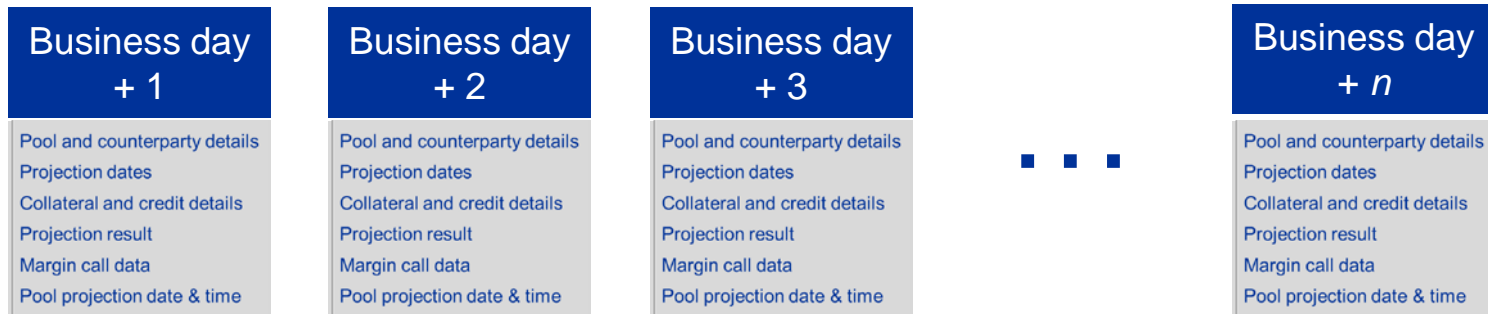 Business day
+ 1
Pool and counterparty details
Projection dates
Collateral and credit details
Projection result
Margin call data
Pool projection date & time
Business day
+ 2
Pool and counterparty details
Projection dates
Collateral and credit details
Projection result
Margin call data
Pool projection date & time
Business day
+ 3
Pool and counterparty details
Projection dates
Collateral and credit details
Projection result
Margin call data
Pool projection date & time
. . .
Business day
+ n
Pool and counterparty details
Projection dates
Collateral and credit details
Projection result
Margin call data
Pool projection date & time